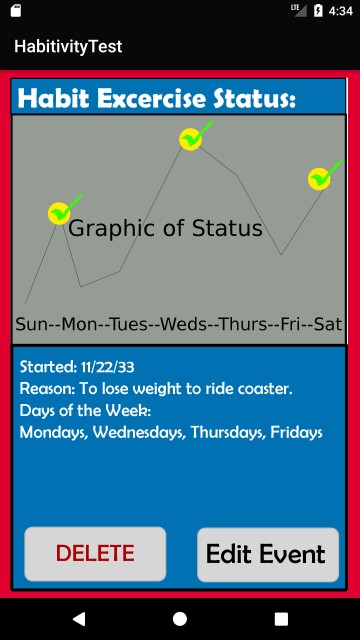 LTE 4:34
HabitivityTest
Habit Excercise Status:
Graphic of Status
Sun--Mon--Tues--Weds--Thurs--Fri--Sat
Started: 11/22/33
Reason: To lose weight to ride coaster.
Days of the Week:
Mondays, Wednesdays, Thursdays, Fridays
DELETE Edit Event